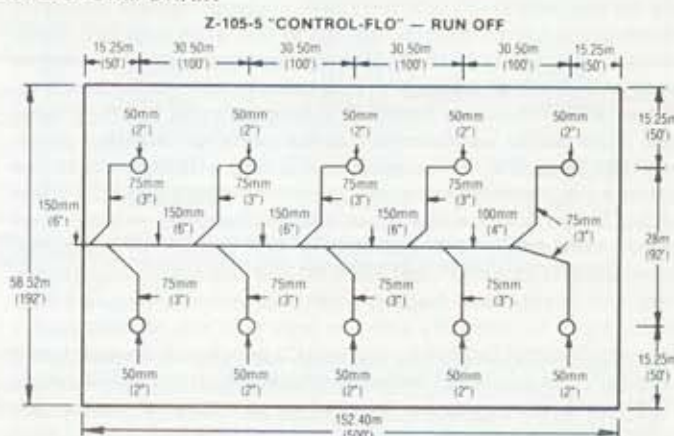 Z-105-5 "CONTROL-FLO" — RUN OFF
15.25m 30.50m 30.50m 30.50m 30.50m 15.25m
(50') (100') (100') (100') (100') (50')
50mm 50mm 50mm 50mm 50mm
(2") (2") (2") (2") (2")
15.25m
(50')
75mm 75mm 75mm 75mm
(3") (3") (3") (3")
150mm
(6")
150mm 150mm 150mm 100mm
(6") (6") (6") (4")
75mm
(3")
28m
(92')
58.52m
(192')
75mm 75mm 75mm 75mm
(3") (3") (3") (3")
15.25m
(50')
50mm 50mm 50mm 50mm 50mm
(2") (2") (2") (2") (2")
152.40m
(500')